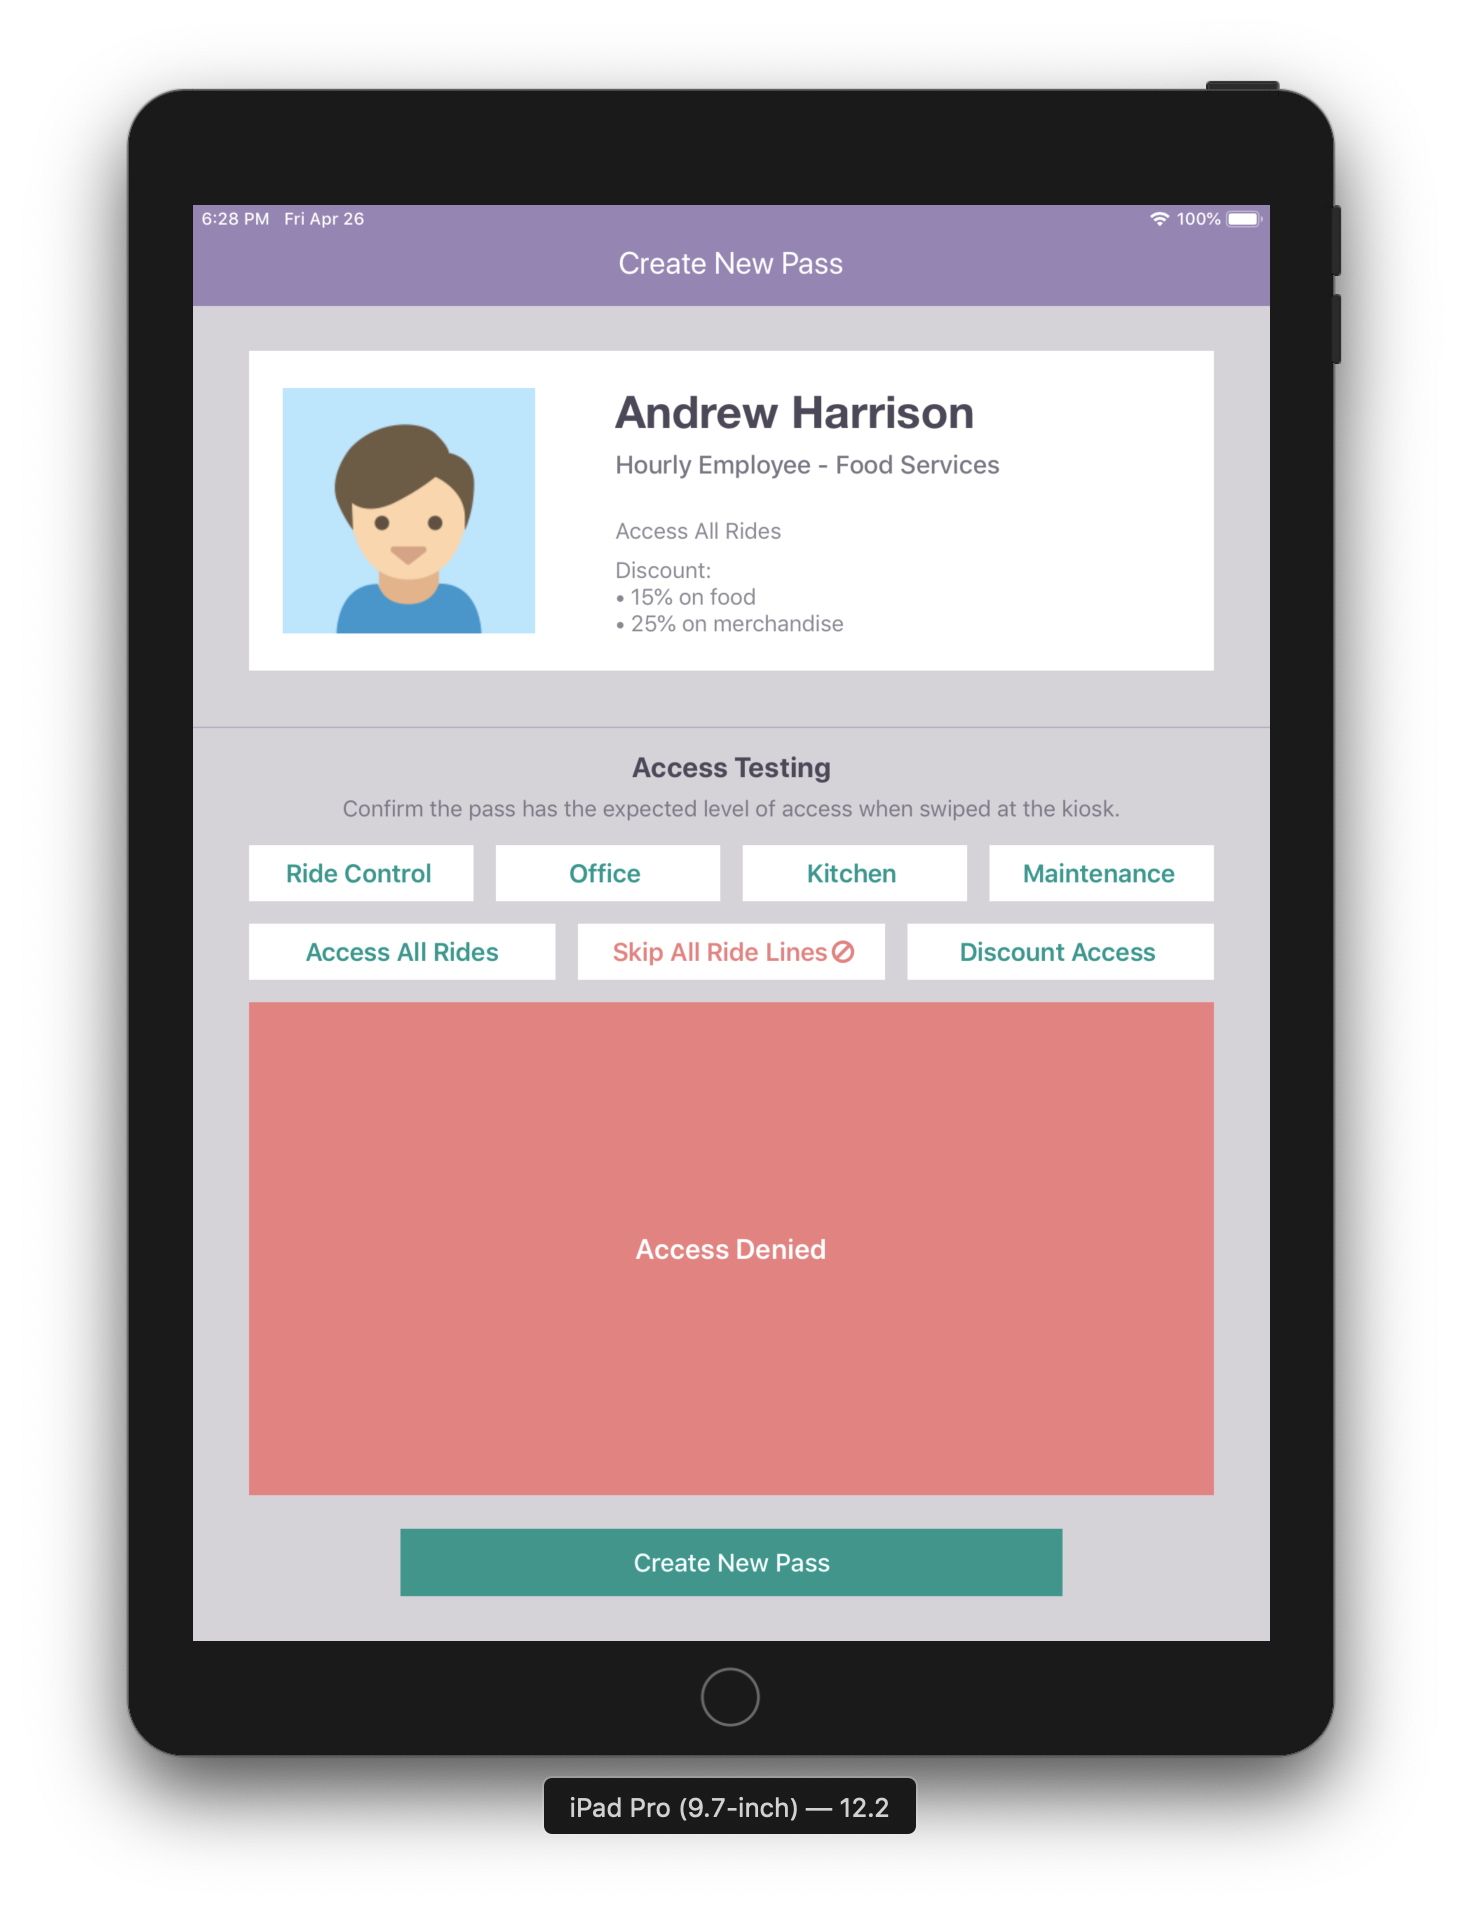 6:28 PM Fri Apr 26 100%
Create New Pass
Andrew Harrison
Hourly Employee - Food Services
Access All Rides
Discount:
• 15% on food
• 25% on merchandise
Access Testing
Confirm the pass has the expected level of access when swiped at the kiosk.
Ride Control Office Kitchen Maintenance
Access All Rides Skip All Ride Lines Discount Access
Access Denied
Create New Pass
iPad Pro (9.7-inch) — 12.2